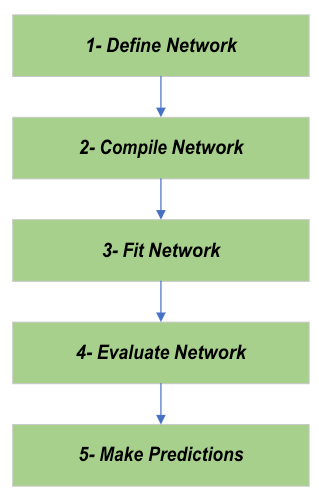 1- Define Network
2- Compile Network
3- Fit Network
4- Evaluate Network
5- Make Predictions